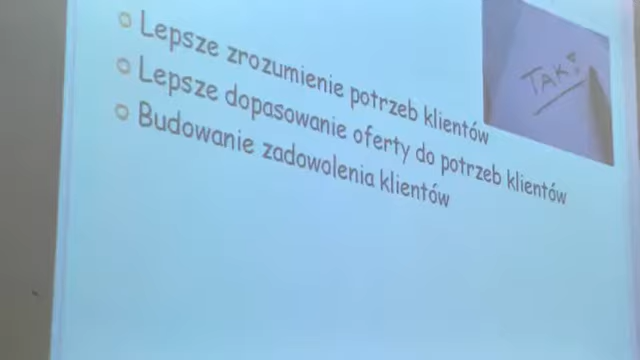 Lepsze zrozumienie potrzeb klientów
Lepsze dopasowanie oferty do potrzeb klientów
Budowanie zadowolenia klientów
TAK!